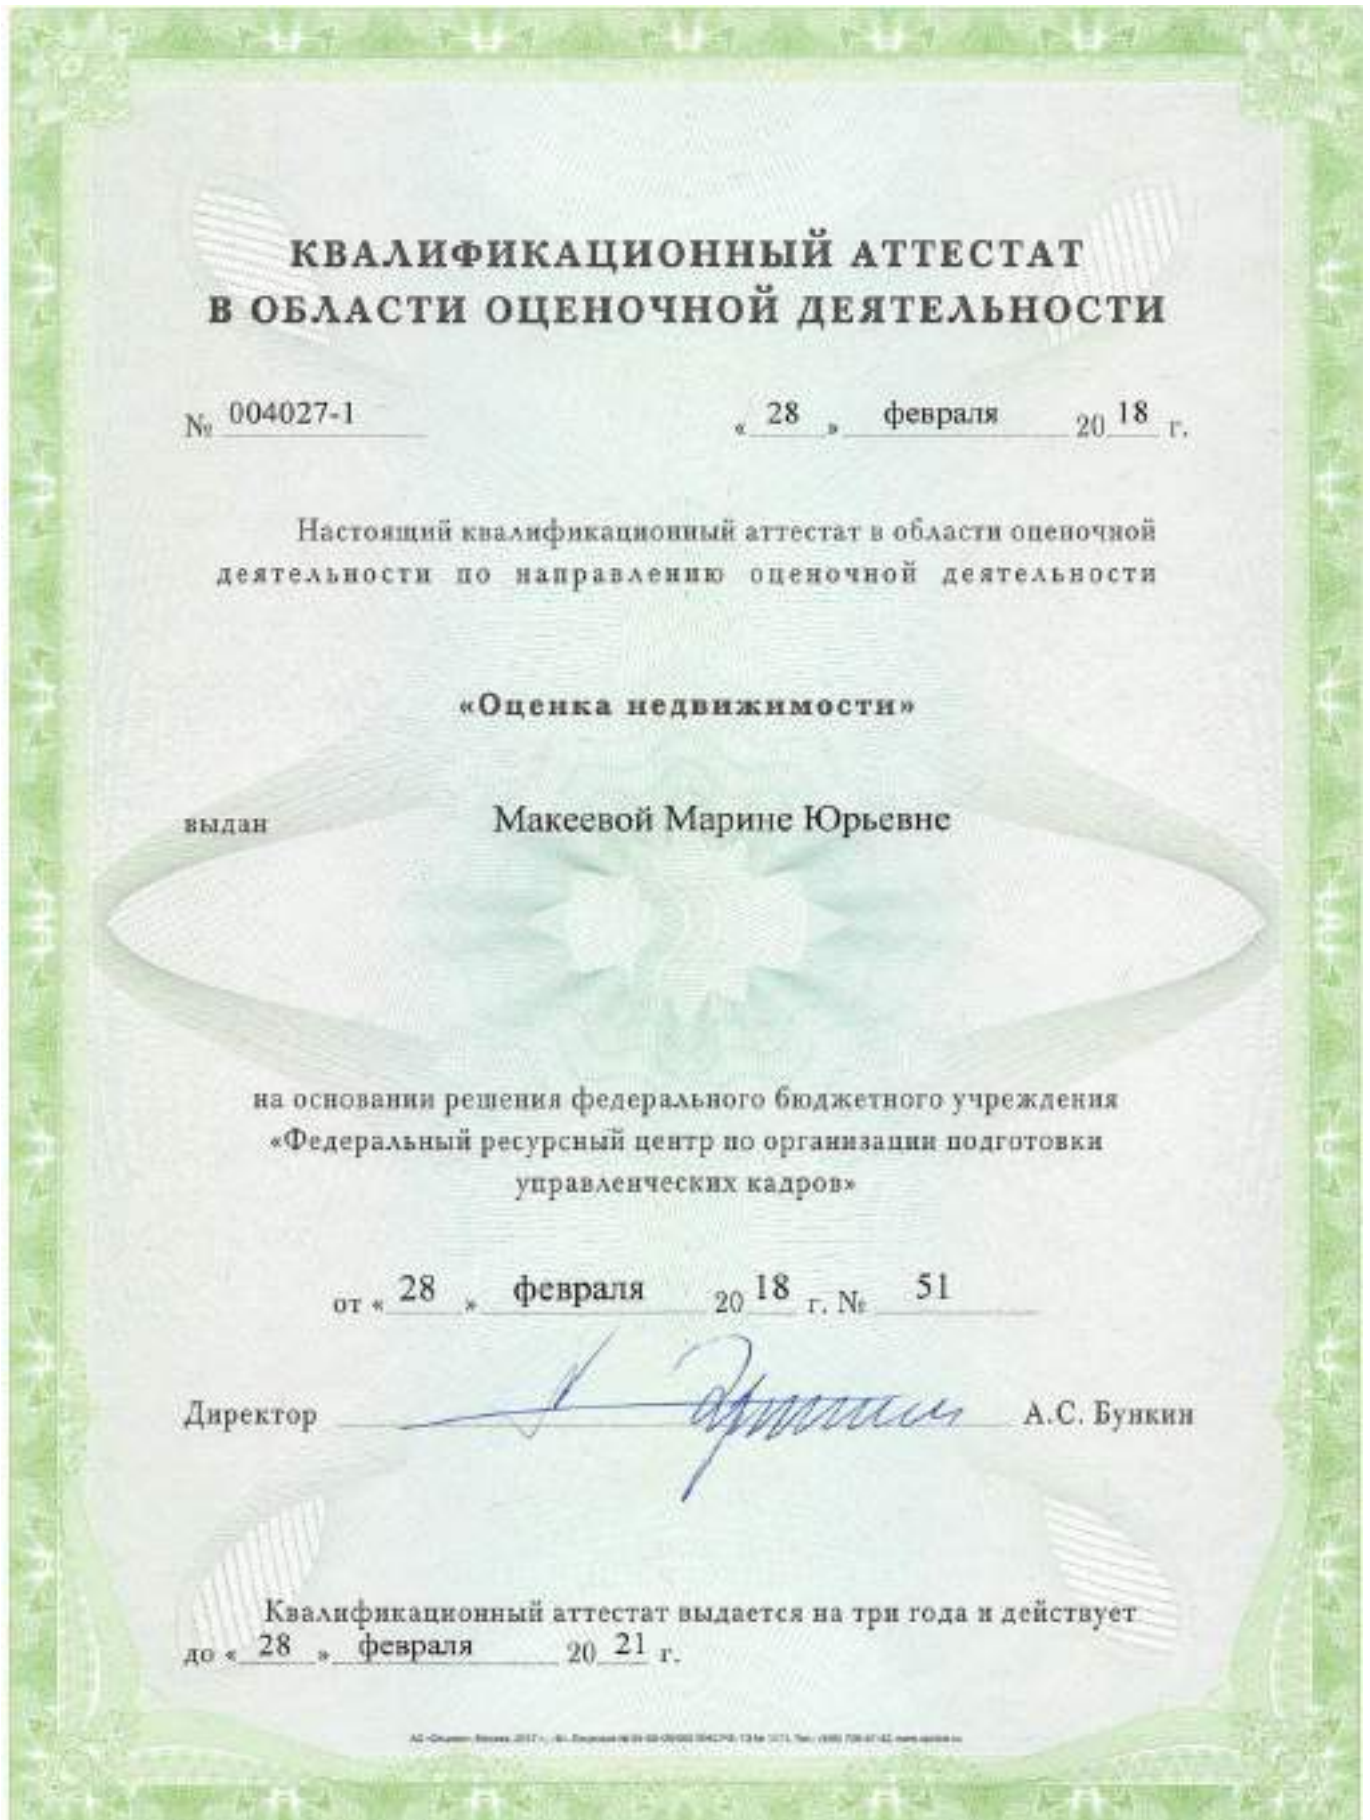 КВАЛИФИКАЦИОННЫЙ АТТЕСТАТ
В ОБЛАСТИ ОЦЕНОЧНОЙ ДЕЯТЕЛЬНОСТИ
№ 004027-1 « 28 » февраля 20 18 г.
Настоящий квалификационный аттестат в области оценочной
деятельности по направлению оценочной деятельности
«Оценка недвижимости»
выдан Макеевой Марине Юрьевне
на основании решения федерального бюджетного учреждения
«Федеральный ресурсный центр по организации подготовки
управленческих кадров»
от « 28 » февраля 20 18 г. № 51
Директор А.С. Бункин
Квалификационный аттестат выдается на три года и действует
до « 28 » февраля 20 21 г.